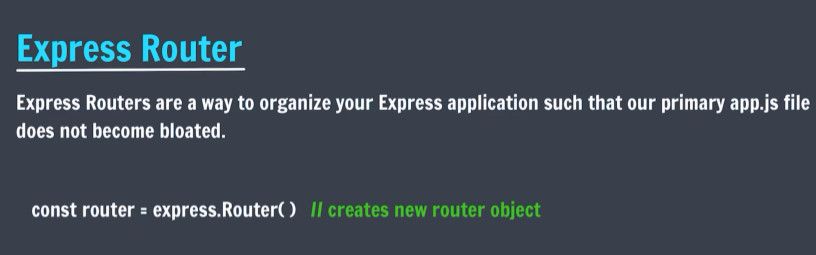 Express Router
Express Routers are a way to organize your Express application such that our primary app.js file
does not become bloated.
const router = express.Router( ) // creates new router object